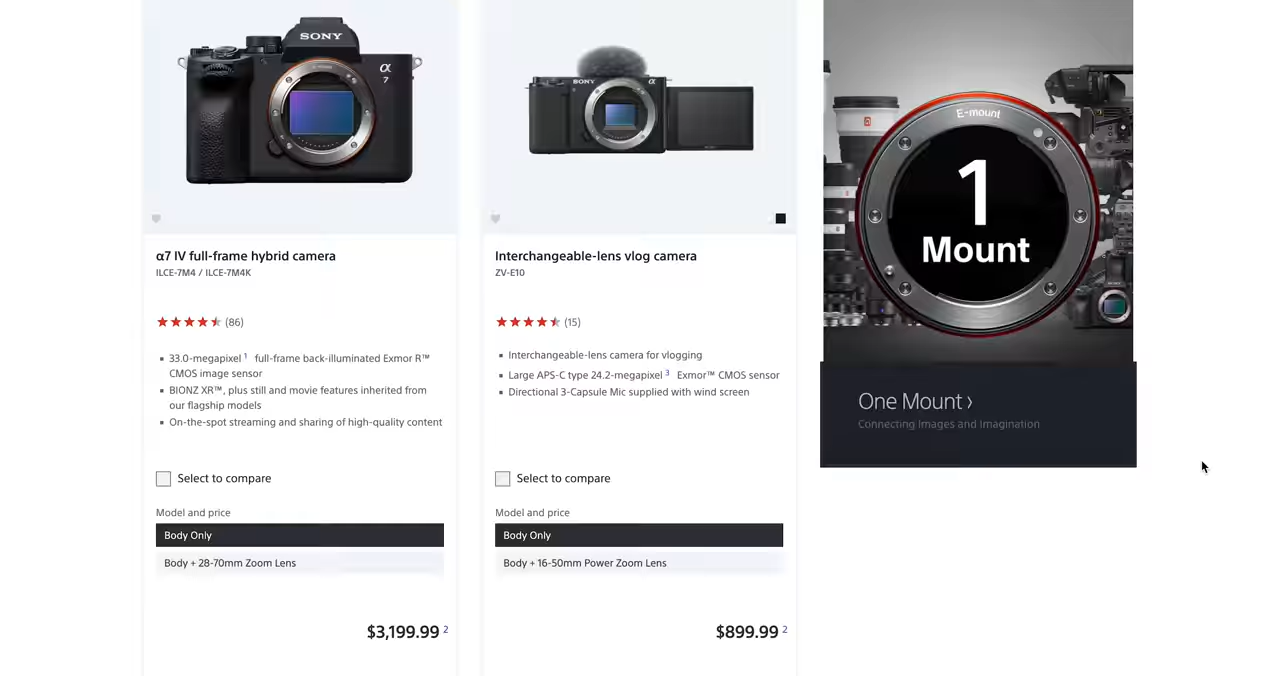 SONY
α
7
α7 IV full-frame hybrid camera
ILCE-7M4 / ILCE-7M4K
(86)
33.0-megapixel 1 full-frame back-illuminated Exmor R™
CMOS image sensor
BIONZ XR™, plus still and movie features inherited from
our flagship models
On-the-spot streaming and sharing of high-quality content
Select to compare
Model and price
Body Only
Body + 28-70mm Zoom Lens
$3,199.99 2
SONY
α
Interchangeable-lens vlog camera
ZV-E10
(15)
Interchangeable-lens camera for vlogging
Large APS-C type 24.2-megapixel 3 Exmor™ CMOS sensor
Directional 3-Capsule Mic supplied with wind screen
Select to compare
Model and price
Body Only
Body + 16-50mm Power Zoom Lens
$899.99 2
E-mount
1
Mount
One Mount ›
Connecting Images and Imagination